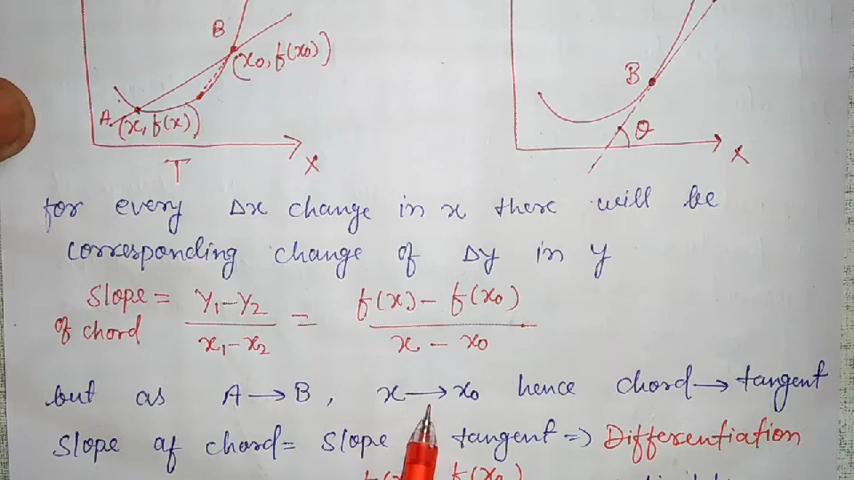 B
(x₀, f(x₀))
A
(x, f(x))
T
X
B
θ
X
for every Δx change in x there will be
corresponding change of Δy in y
Slope = y₁-y₂ / x₁-x₂ = f(x) - f(x₀) / x - x₀
of chord
but as A → B, x → x₀ hence chord → tangent
Slope of chord = Slope tangent => Differentiation
f(x₀)